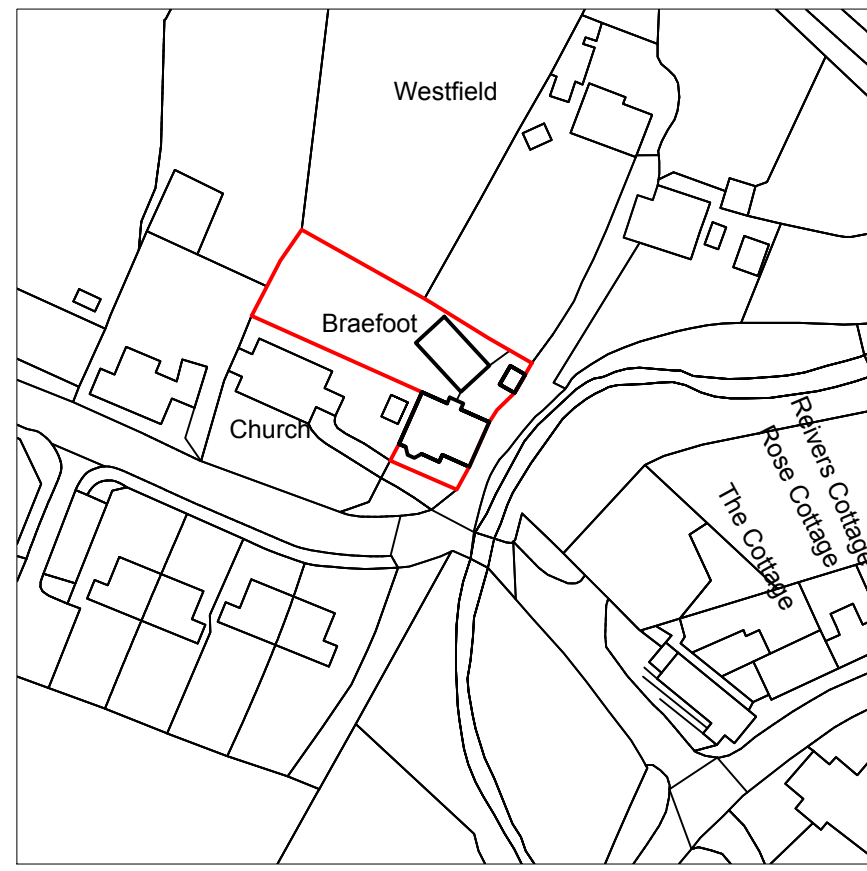 Westfield
Braefoot
Church
Reivers Cottage
Rose Cottage
The Cottage